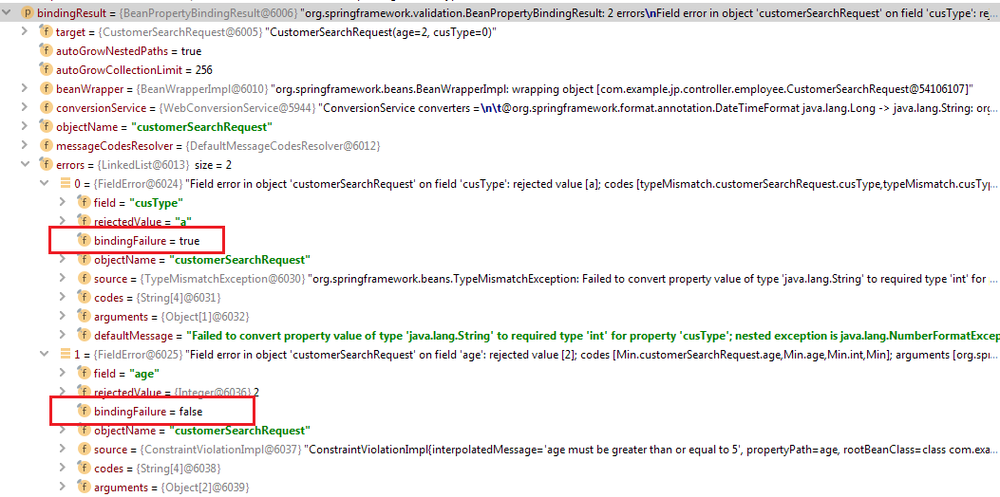 bindingResult = {BeanPropertyBindingResult@6006} "org.springframework.validation.BeanPropertyBindingResult: 2 errors\nField error in object 'customerSearchRequest' on field 'cusType': rej...
target = {CustomerSearchRequest@6005} "CustomerSearchRequest(age=2, cusType=0)"
autoGrowNestedPaths = true
autoGrowCollectionLimit = 256
beanWrapper = {BeanWrapperImpl@6010} "org.springframework.beans.BeanWrapperImpl: wrapping object [com.example.jp.controller.employee.CustomerSearchRequest@54106107]"
conversionService = {WebConversionService@5944} "ConversionService converters =\n\t@org.springframework.format.annotation.DateTimeFormat java.lang.Long -> java.lang.String: org...
objectName = "customerSearchRequest"
messageCodesResolver = {DefaultMessageCodesResolver@6012}
errors = {LinkedList@6013} size = 2
0 = {FieldError@6024} "Field error in object 'customerSearchRequest' on field 'cusType': rejected value [a]; codes [typeMismatch.customerSearchRequest.cusType,typeMismatch.cusTyp...
field = "cusType"
rejectedValue = "a"
bindingFailure = true
objectName = "customerSearchRequest"
source = {TypeMismatchException@6030} "org.springframework.beans.TypeMismatchException: Failed to convert property value of type 'java.lang.String' to required type 'int' for ...
codes = {String[4]@6031}
arguments = {Object[1]@6032}
defaultMessage = "Failed to convert property value of type 'java.lang.String' to required type 'int' for property 'cusType'; nested exception is java.lang.NumberFormatExce...
1 = {FieldError@6025} "Field error in object 'customerSearchRequest' on field 'age': rejected value [2]; codes [Min.customerSearchRequest.age,Min.age,Min.int,Min]; arguments [org.sp...
field = "age"
rejectedValue = {Integer@6036} 2
bindingFailure = false
objectName = "customerSearchRequest"
source = {ConstraintViolationImpl@6037} "ConstraintViolationImpl{interpolatedMessage='age must be greater than or equal to 5', propertyPath=age, rootBeanClass=class com.exa...
codes = {String[4]@6038}
arguments = {Object[2]@6039}